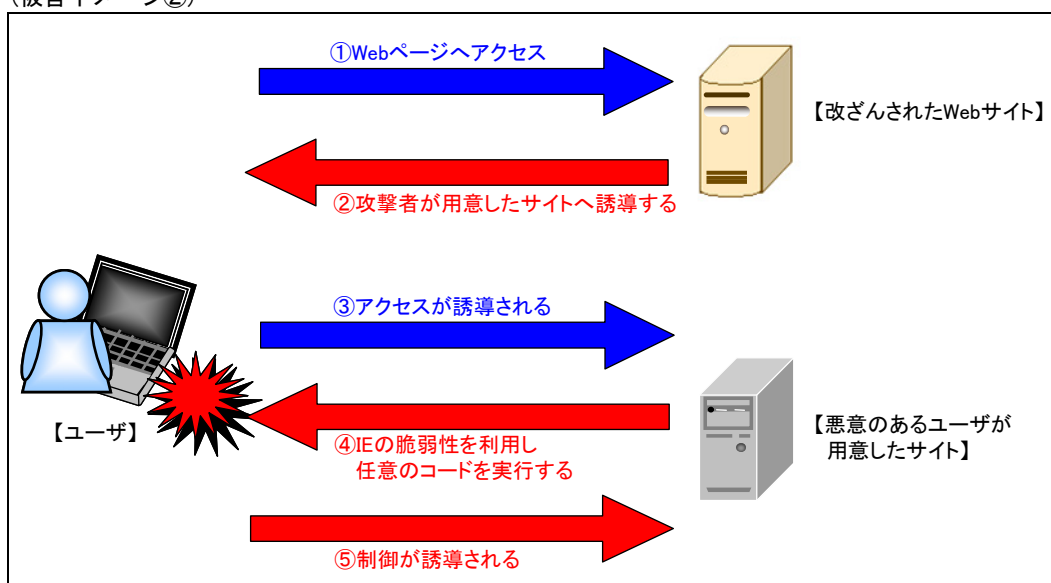 ①Webページへアクセス
【改ざんされたWebサイト】
②攻撃者が用意したサイトへ誘導する
③アクセスが誘導される
【ユーザ】
④IEの脆弱性を利用し
任意のコードを実行する
【悪意のあるユーザが
用意したサイト】
⑤制御が誘導される